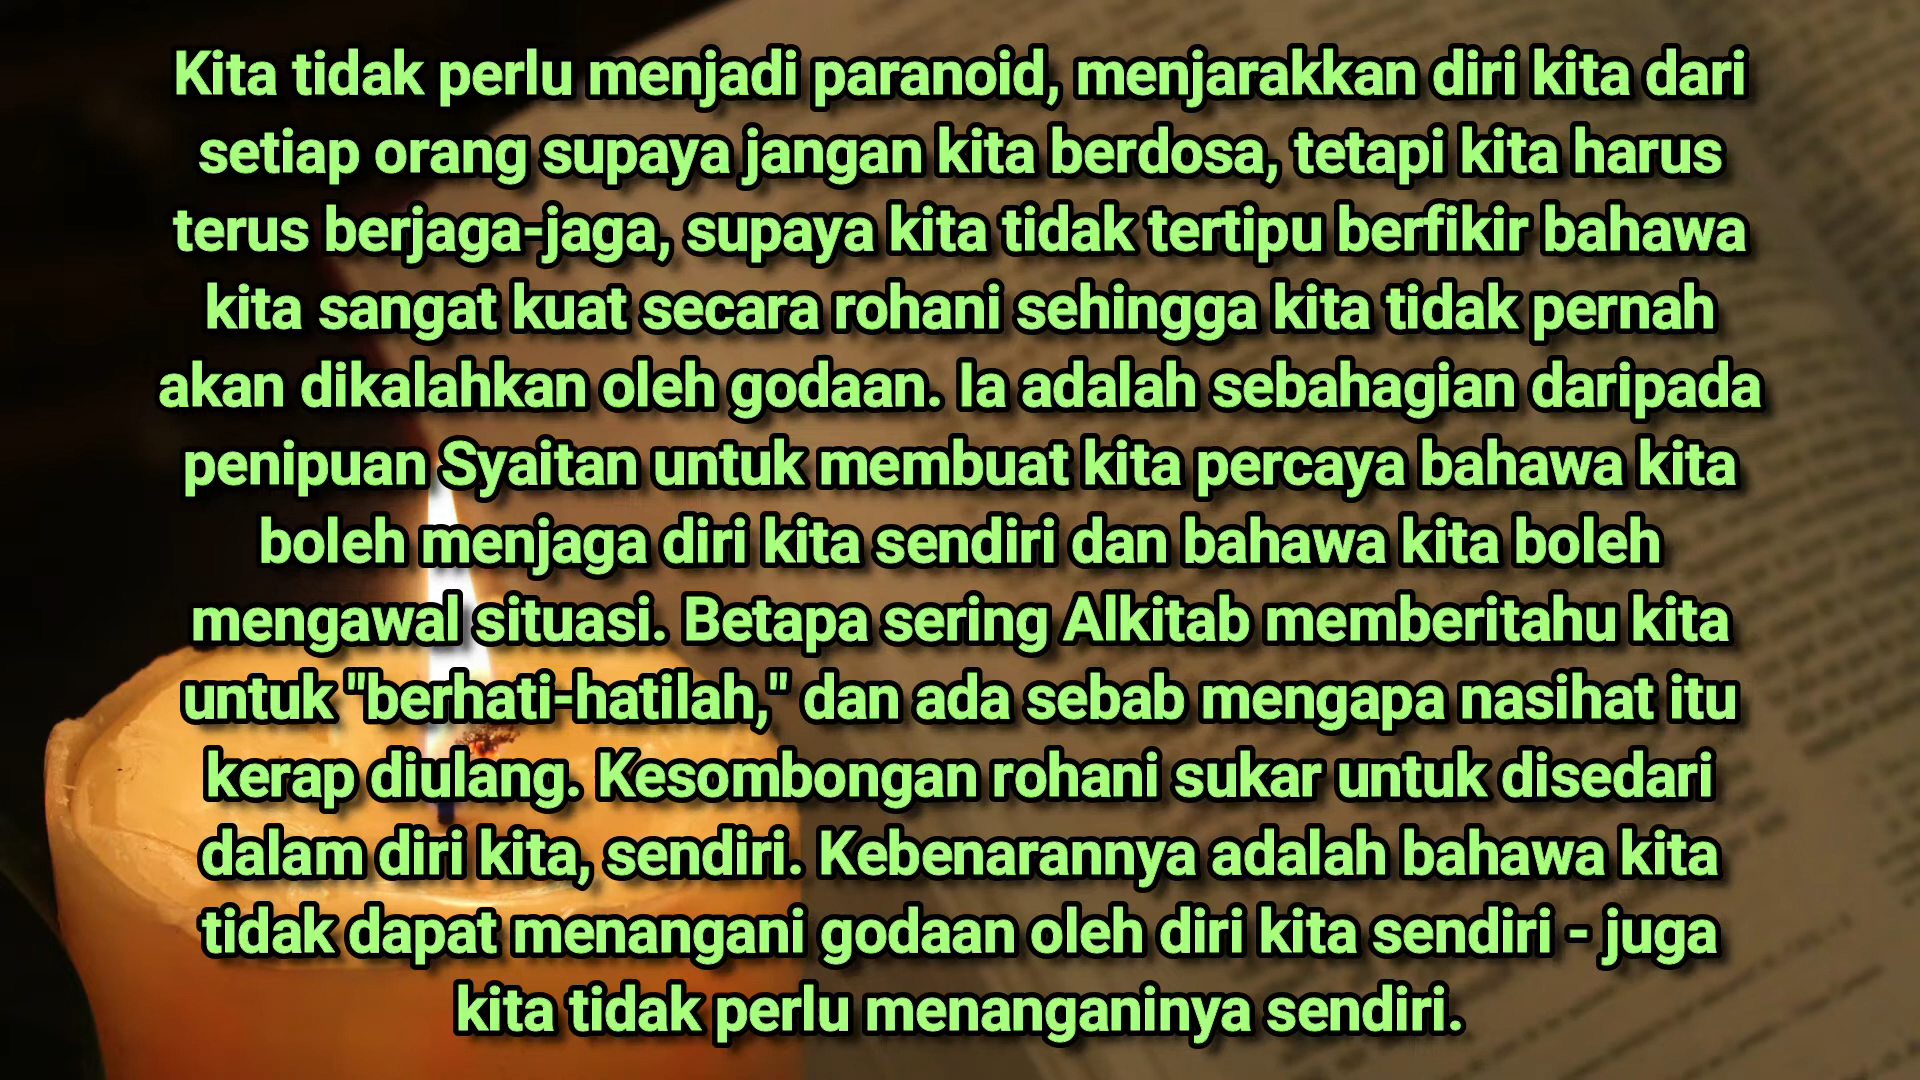 Kita tidak perlu menjadi paranoid, menjarakkan diri kita dari
setiap orang supaya jangan kita berdosa, tetapi kita harus
terus berjaga-jaga, supaya kita tidak tertipu berfikir bahawa
kita sangat kuat secara rohani sehingga kita tidak pernah
akan dikalahkan oleh godaan. Ia adalah sebahagian daripada
penipuan Syaitan untuk membuat kita percaya bahawa kita
boleh menjaga diri kita sendiri dan bahawa kita boleh
mengawal situasi. Betapa sering Alkitab memberitahu kita
untuk "berhati-hatilah," dan ada sebab mengapa nasihat itu
kerap diulang. Kesombongan rohani sukar untuk disedari
dalam diri kita, sendiri. Kebenarannya adalah bahawa kita
tidak dapat menangani godaan oleh diri kita sendiri - juga
kita tidak perlu menanganinya sendiri.